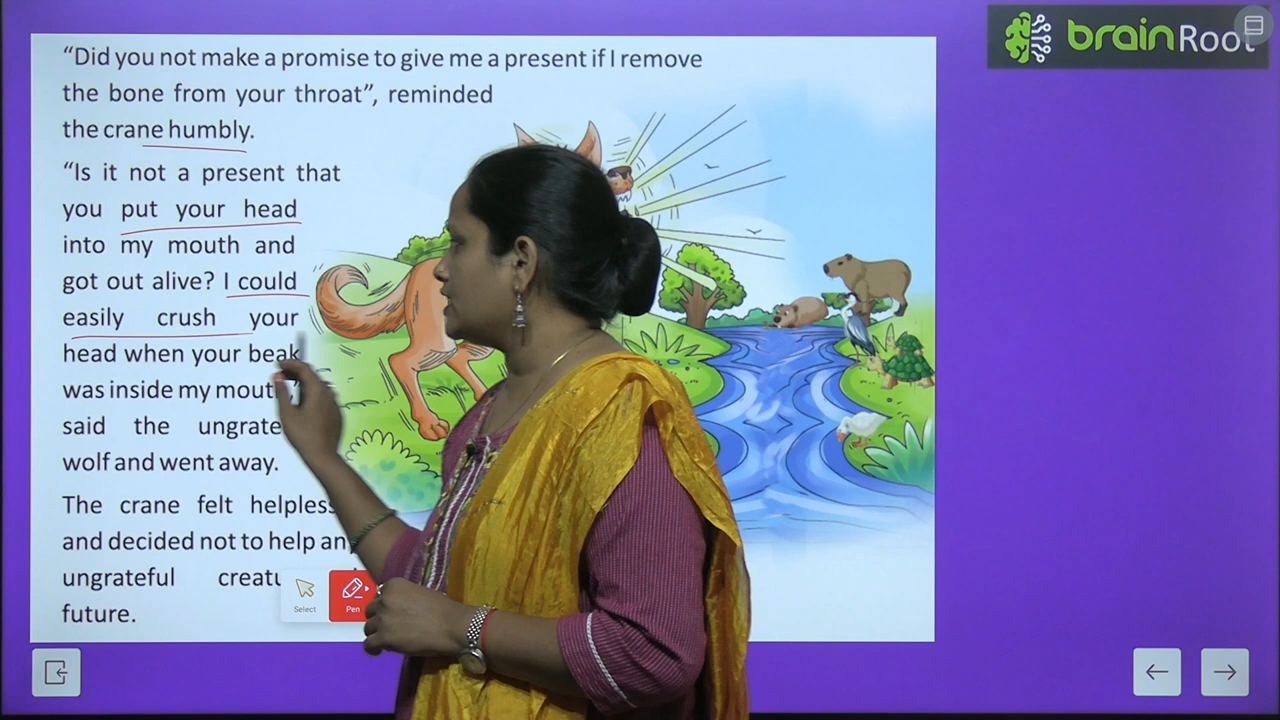 “Did you not make a promise to give me a present if I remove
the bone from your throat”, reminded
the crane humbly.
“Is it not a present that
you put your head
into my mouth and
got out alive? I could
easily crush your
head when your beak
was inside my
said the
wolf and went away.
The crane felt
and decided not to help
ungrateful
future.
Select
Pen
brainRoot